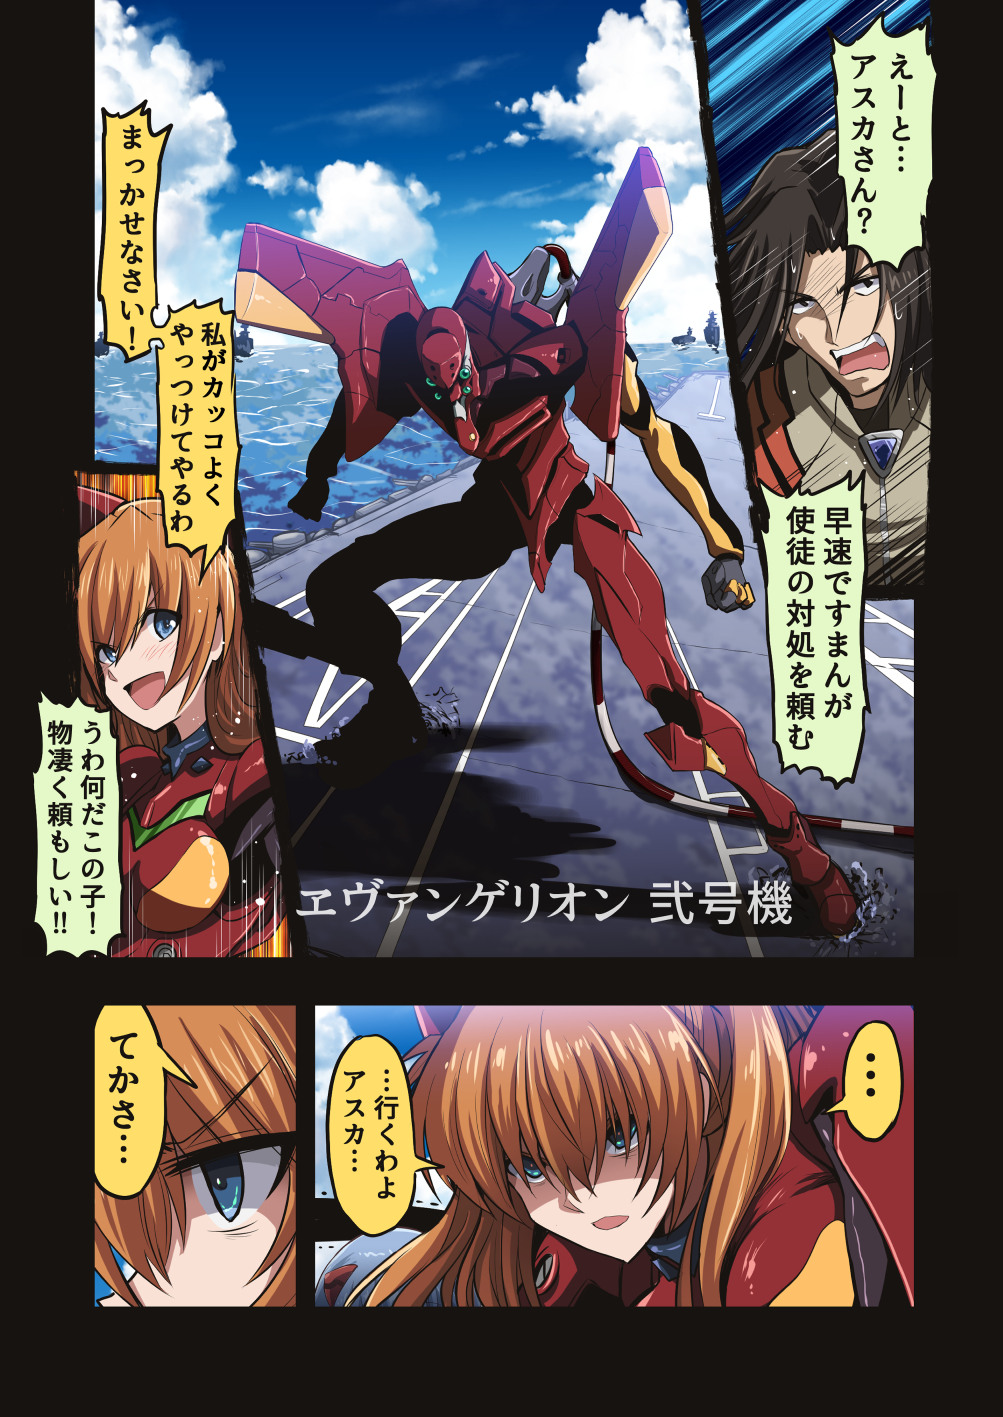 えーと…
アスカさん?
早速ですまんが
使徒の対処を頼む
まっかせなさい!
私がカッコよく
やっつけてやるわ
うわ何だこの子!
物凄く頼もしい!!
ヱヴァンゲリオン 弐号機
…
…行くわよ
アスカ…
てかさ…